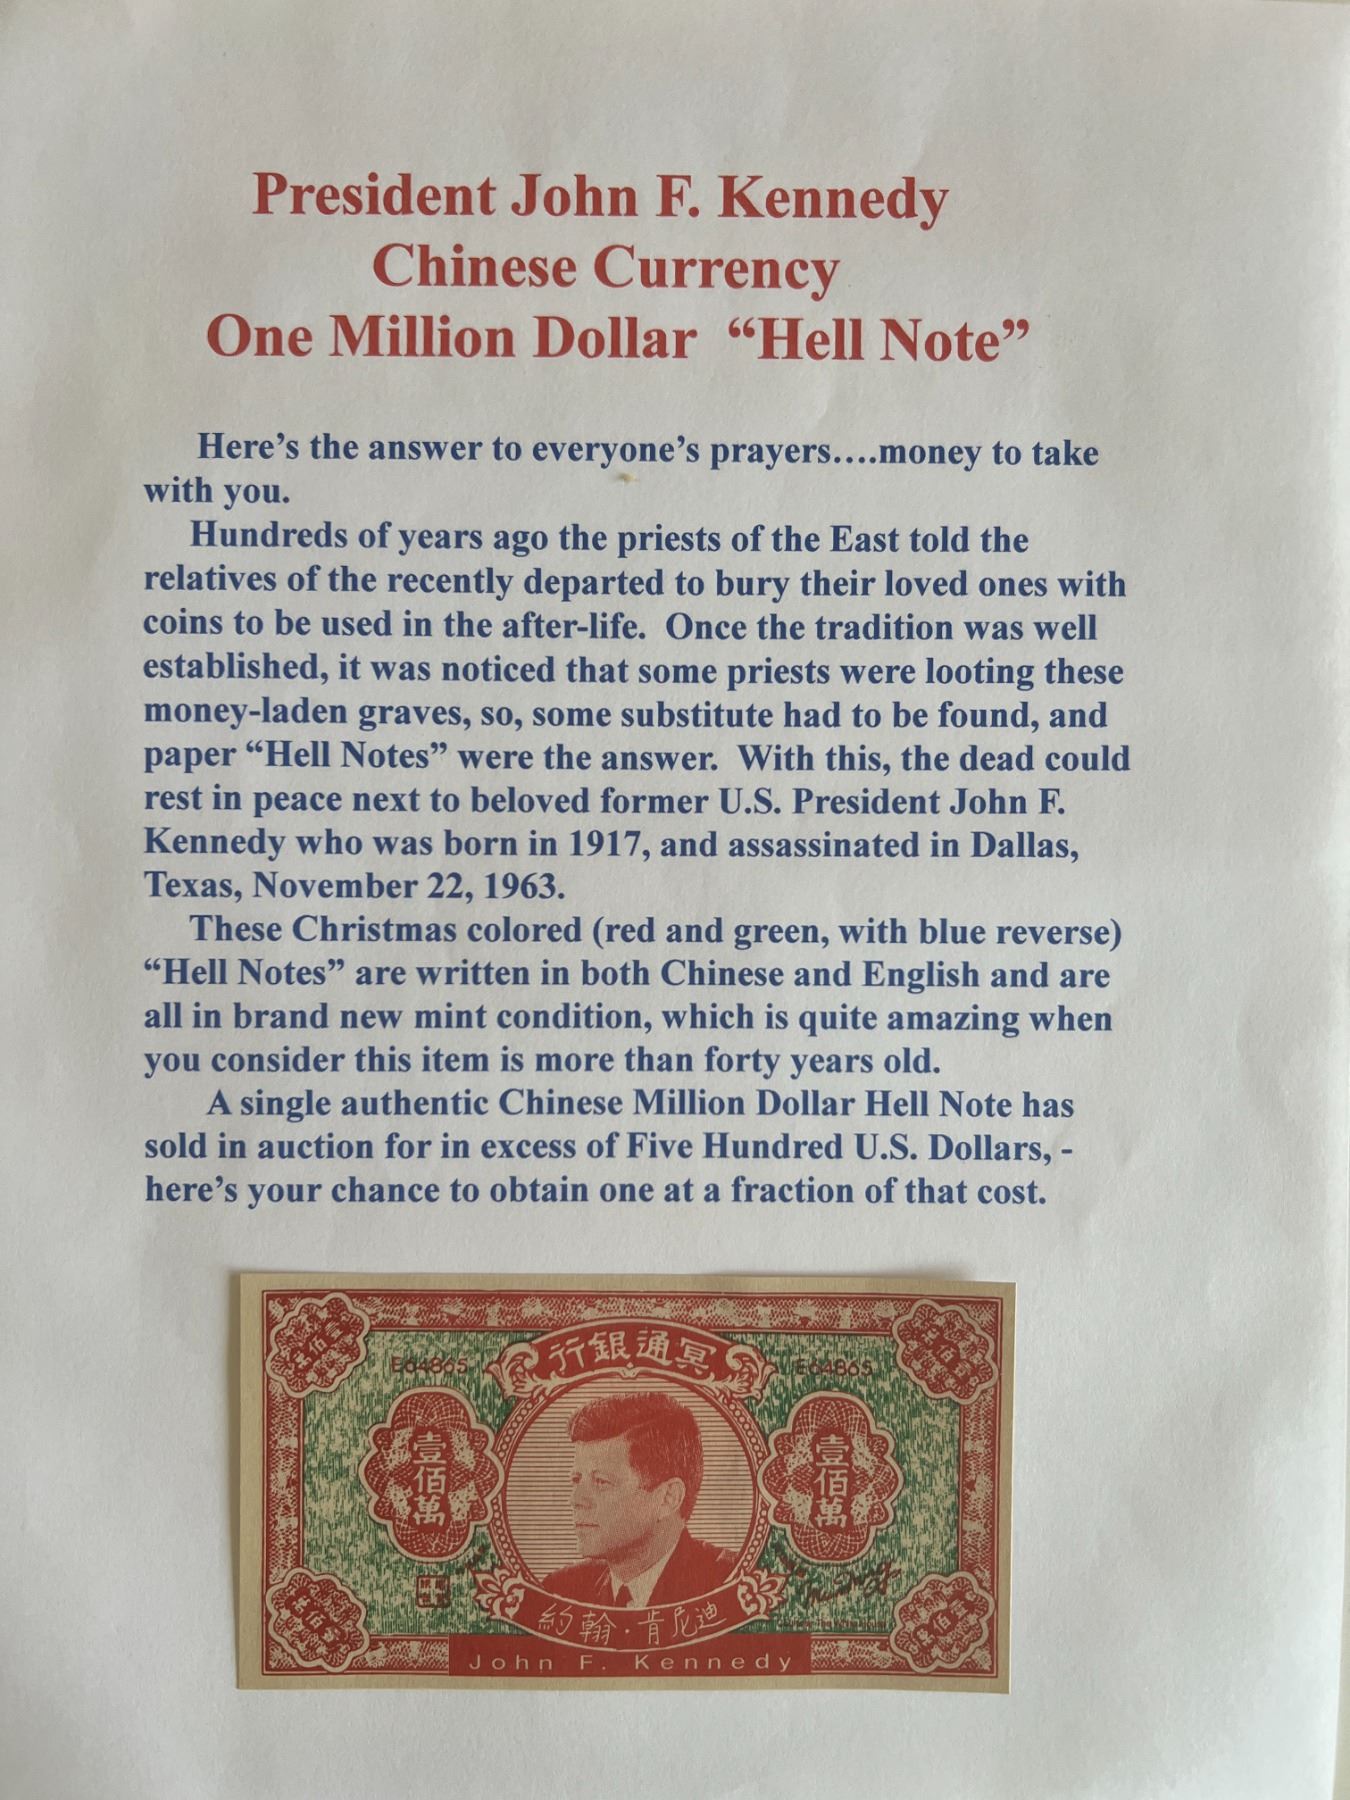 President John F. Kennedy
Chinese Currency
One Million Dollar “Hell Note”
Here’s the answer to everyone’s prayers….money to take
with you.
Hundreds of years ago the priests of the East told the
relatives of the recently departed to bury their loved ones with
coins to be used in the after-life. Once the tradition was well
established, it was noticed that some priests were looting these
money-laden graves, so, some substitute had to be found, and
paper “Hell Notes” were the answer. With this, the dead could
rest in peace next to beloved former U.S. President John F.
Kennedy who was born in 1917, and assassinated in Dallas,
Texas, November 22, 1963.
These Christmas colored (red and green, with blue reverse)
“Hell Notes” are written in both Chinese and English and are
all in brand new mint condition, which is quite amazing when
you consider this item is more than forty years old.
A single authentic Chinese Million Dollar Hell Note has
sold in auction for in excess of Five Hundred U.S. Dollars, -
here’s your chance to obtain one at a fraction of that cost.
行銀通冥
E04865 E04865
壹佰萬 壹佰萬
約翰·肯尼迪
John F. Kennedy